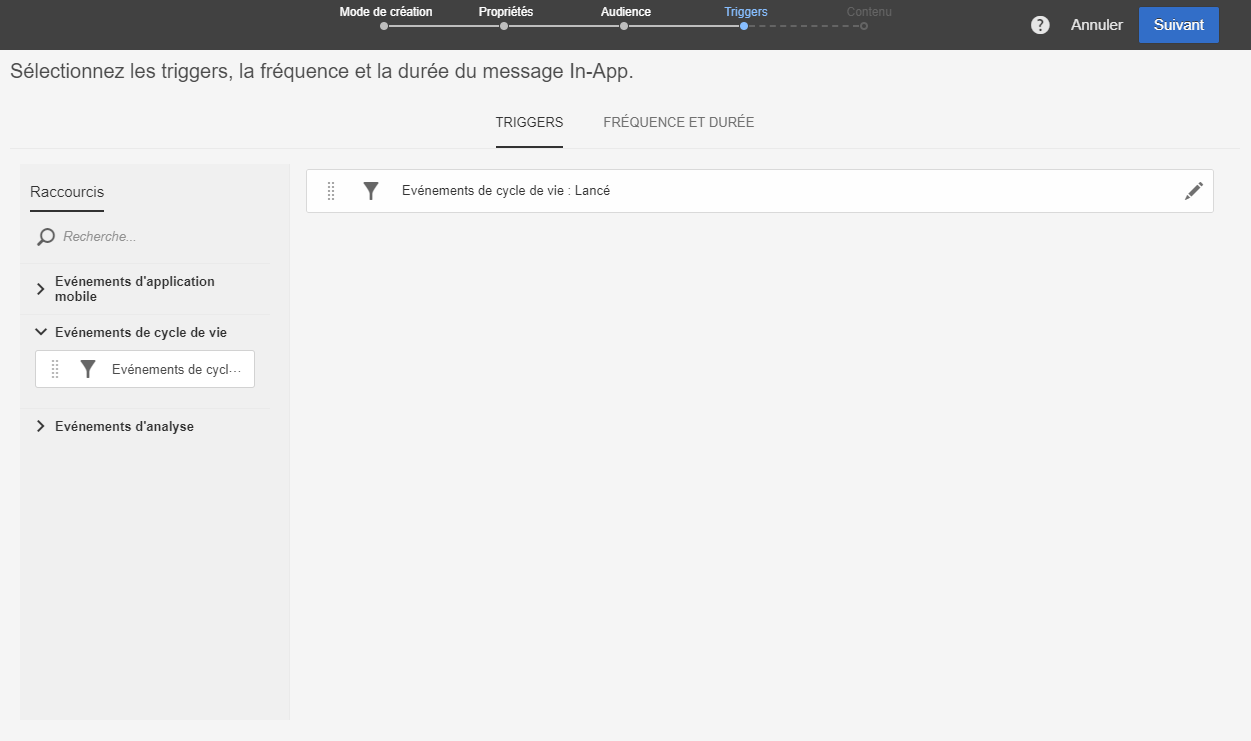 Mode de création
Propriétés
Audience
Triggers
Contenu
?
Annuler
Suivant
Sélectionnez les triggers, la fréquence et la durée du message In-App.
TRIGGERS
FRÉQUENCE ET DURÉE
Raccourcis
Recherche...
Evénements d'application
mobile
Evénements de cycle de vie
Evénements de cycl...
Evénements d'analyse
Evénements de cycle de vie : Lancé